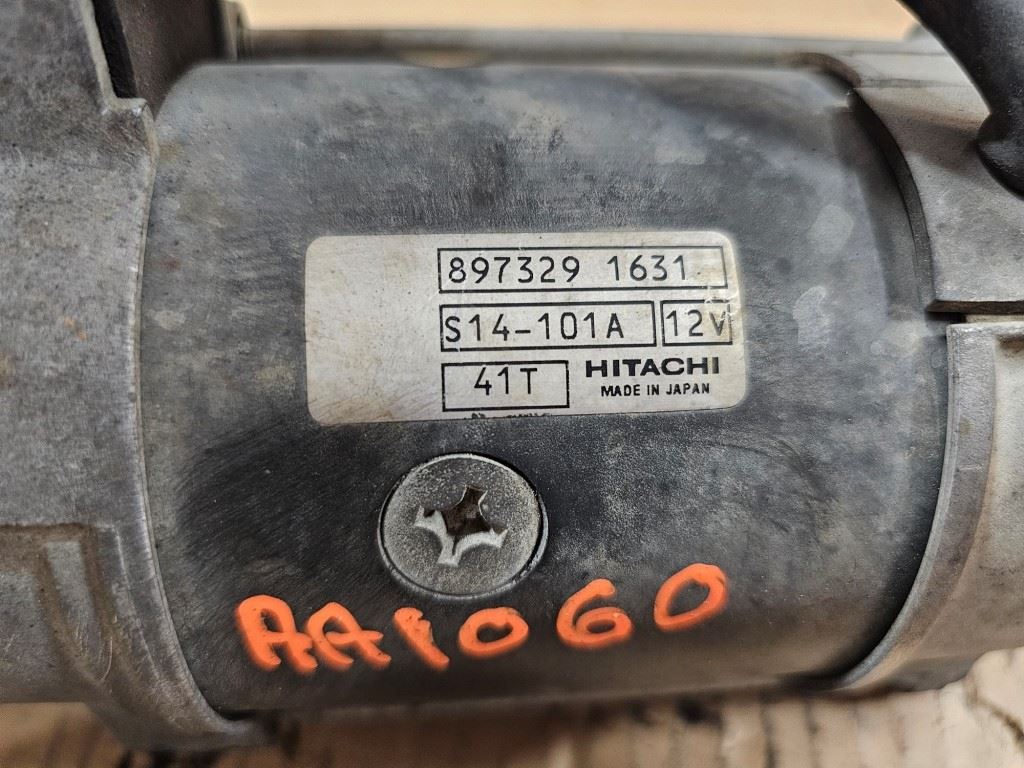 897329 1631
S14-101A 12V
41T HITACHI
MADE IN JAPAN
AA1060